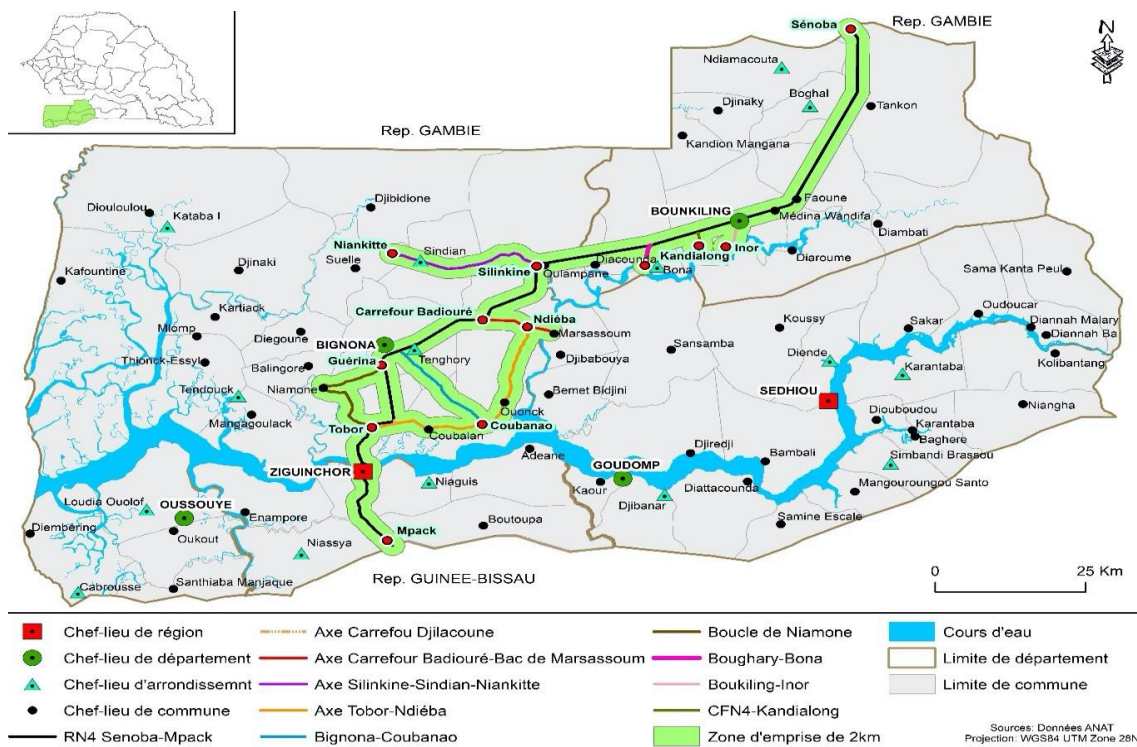 Sénoba
Rep. GAMBIE
N
Ndiamacouta
Boghal
Djinaky
Tankon
Rep. GAMBIE
Kandion Mangana
Faoune
BOUNKILING
Médina Wandifa
Diouloulou
Kataba I
Djibidione
Diambati
Niankitte
Sindian
Kandialong
Inor
Diaroume
Kafountine
Djinaki
Suelle
Silinkine
Oulampane
Diacounda
Bona
Sama Kanta Peul
Kartiack
Carrefour Badiouré
Ndiéba
Oudoucar
Mlomp
Diegoune
BIGNONA
Marsassoum
Koussy
Sakar
Diannah Malary
Diannah Ba
Thionck-Essyl
Balingore
Guérina
Tenghory
Djibabouya
Sansamba
Diende
Kolibantang
Tendouck
Niamone
Bemet Bidjini
SEDHIOU
Karantaba
Mangagoulack
Ouonck
Diouboudou
Niangha
Tobor
Coubalan
Coubanao
Karantaba
Baghere
ZIGUINCHOR
Adeane
GOUDOMP
Djiredji
Bambali
Simbandi Brassou
Loudia Ouolof
Niaguis
Kaour
Diattacounda
Mangouroungou Santo
OUSSOUYE
Enampore
Djibanar
Diembéring
Oukout
Niassya
Mpack
Boutoupa
Samine Escale
Cabrousse
Santhiaba Manjaque
Rep. GUINEE-BISSAU
0 25 Km
Chef-lieu de région
Axe Carrefou Djilacoune
Boucle de Niamone
Cours d'eau
Chef-lieu de département
Axe Carrefour Badiouré-Bac de Marsassoum
Boughary-Bona
Limite de département
Chef-lieu d'arrondissemnt
Axe Silinkine-Sindian-Niankitte
Boukiling-Inor
Limite de commune
Chef-lieu de commune
Axe Tobor-Ndiéba
CFN4-Kandialong
RN4 Senoba-Mpack
Bignona-Coubanao
Zone d'emprise de 2km
Sources: Données ANAT
Projection: WGS84 UTM Zone 28N